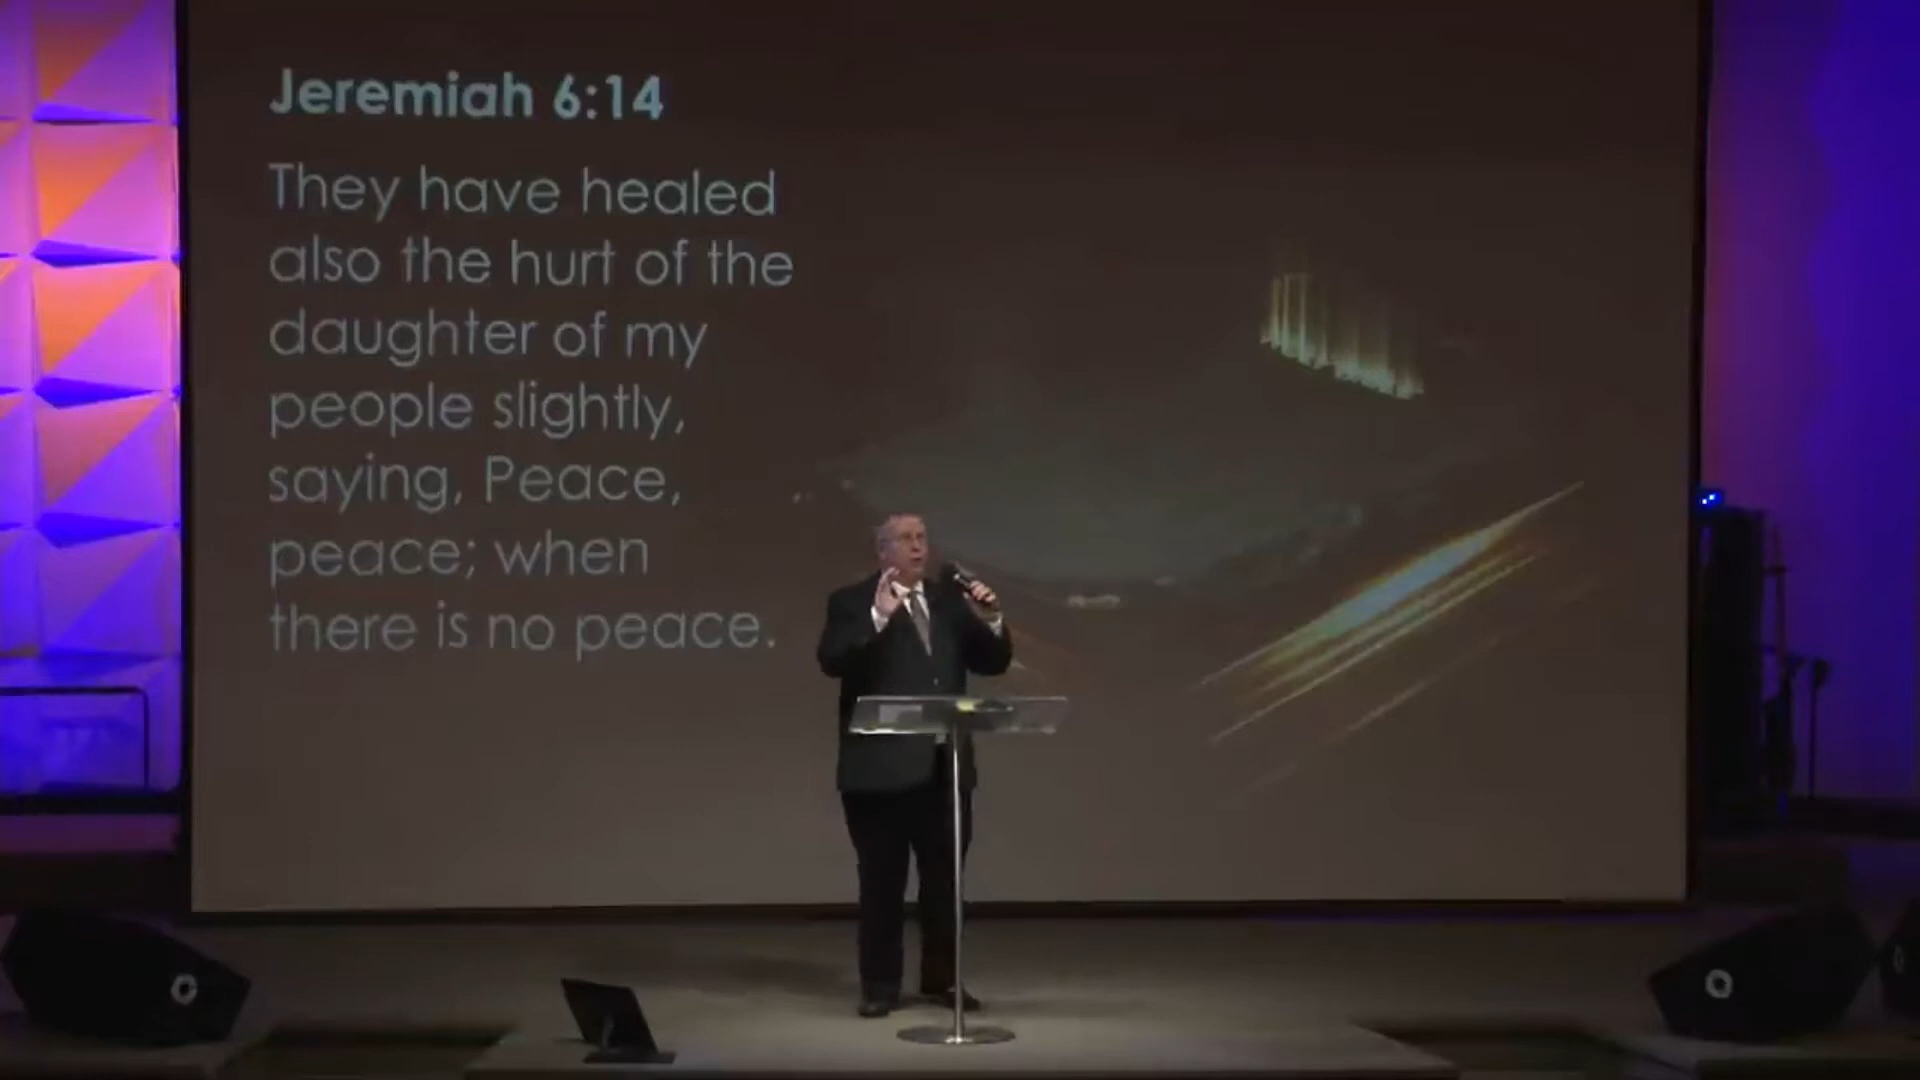 Jeremiah 6:14
They have healed
also the hurt of the
daughter of my
people slightly,
saying, Peace,
peace; when
there is no peace.